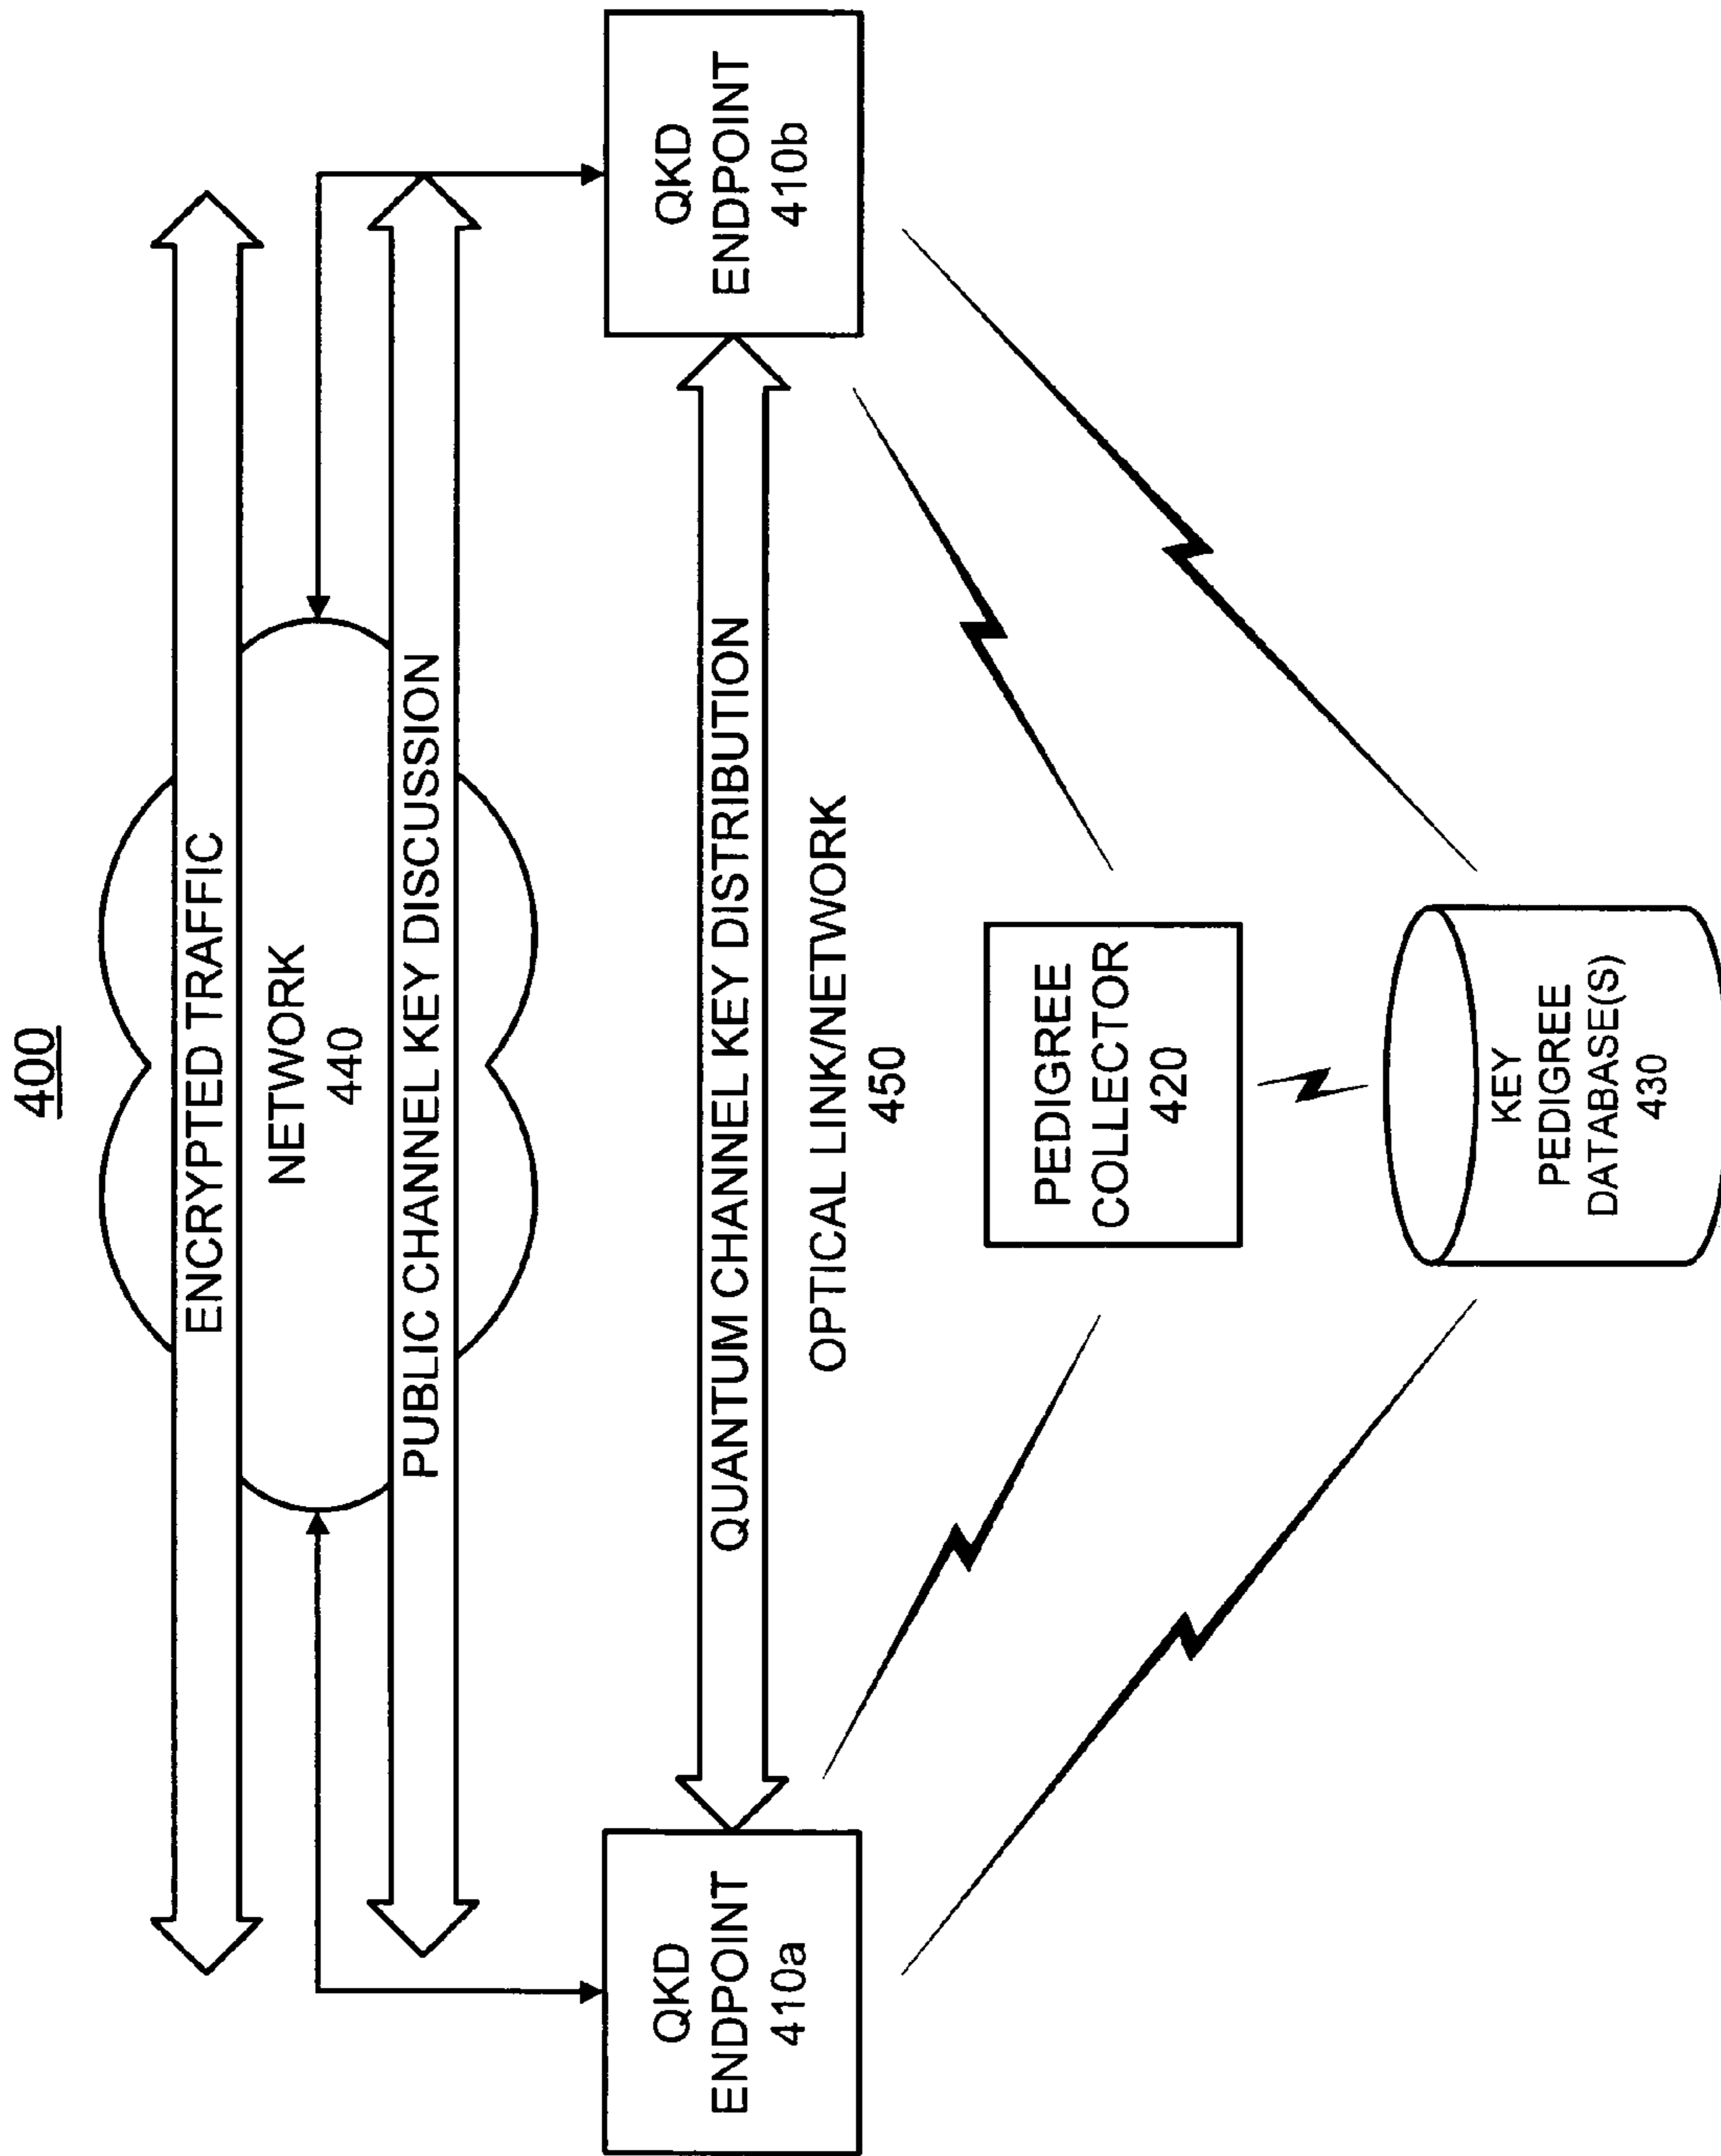 400
ENCRYPTED TRAFFIC
NETWORK
440
PUBLIC CHANNEL KEY DISCUSSION
QKD
ENDPOINT
410a
QKD
ENDPOINT
410b
QUANTUM CHANNEL KEY DISTRIBUTION
OPTICAL LINK/NETWORK
450
PEDIGREE
COLLECTOR
420
KEY
PEDIGREE
DATABASE(S)
430